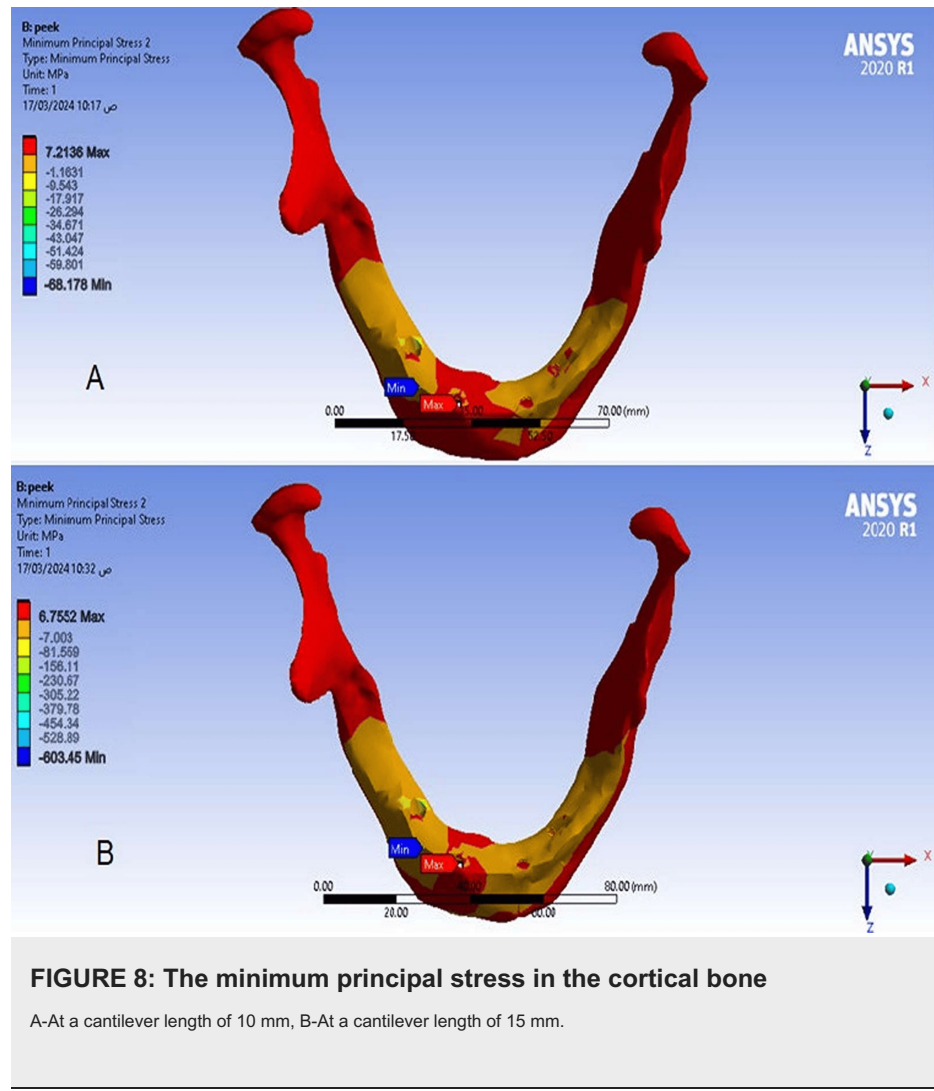 B: peek
Minimum Principal Stress 2
Type: Minimum Principal Stress
Unit: MPa
Time: 1
17/03/2024 10:17 ص
7.2136 Max
-1.1631
-9.543
-17.917
-26.294
-34.671
-43.047
-51.424
-59.801
-68.178 Min
ANSYS
2020 R1
A
Min
Max
0.00
70.00 (mm)
17.50
52.50
X
Z
B: peek
Minimum Principal Stress 2
Type: Minimum Principal Stress
Unit: MPa
Time: 1
17/03/2024 10:32 ص
6.7552 Max
-7.003
-81.569
-156.11
-230.67
-305.22
-379.78
-454.34
-528.89
-603.45 Min
ANSYS
2020 R1
B
Min
Max
0.00
40.00
80.00 (mm)
20.00
60.00
X
Z
FIGURE 8: The minimum principal stress in the cortical bone
A-At a cantilever length of 10 mm, B-At a cantilever length of 15 mm.